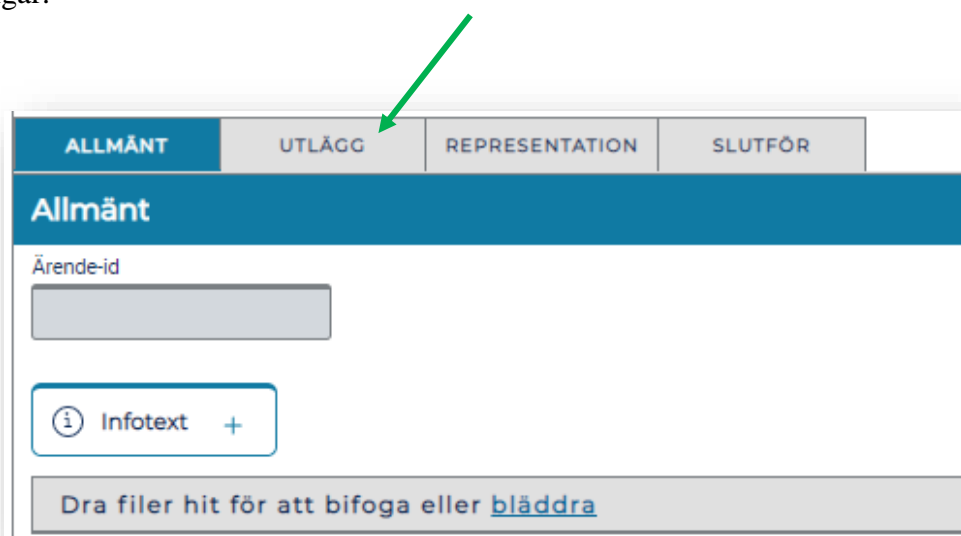 ALLMÄNT UTLÄGG REPRESENTATION SLUTFÖR
Allmänt
Ärende-id
Infotext +
Dra filer hit för att bifoga eller bläddra